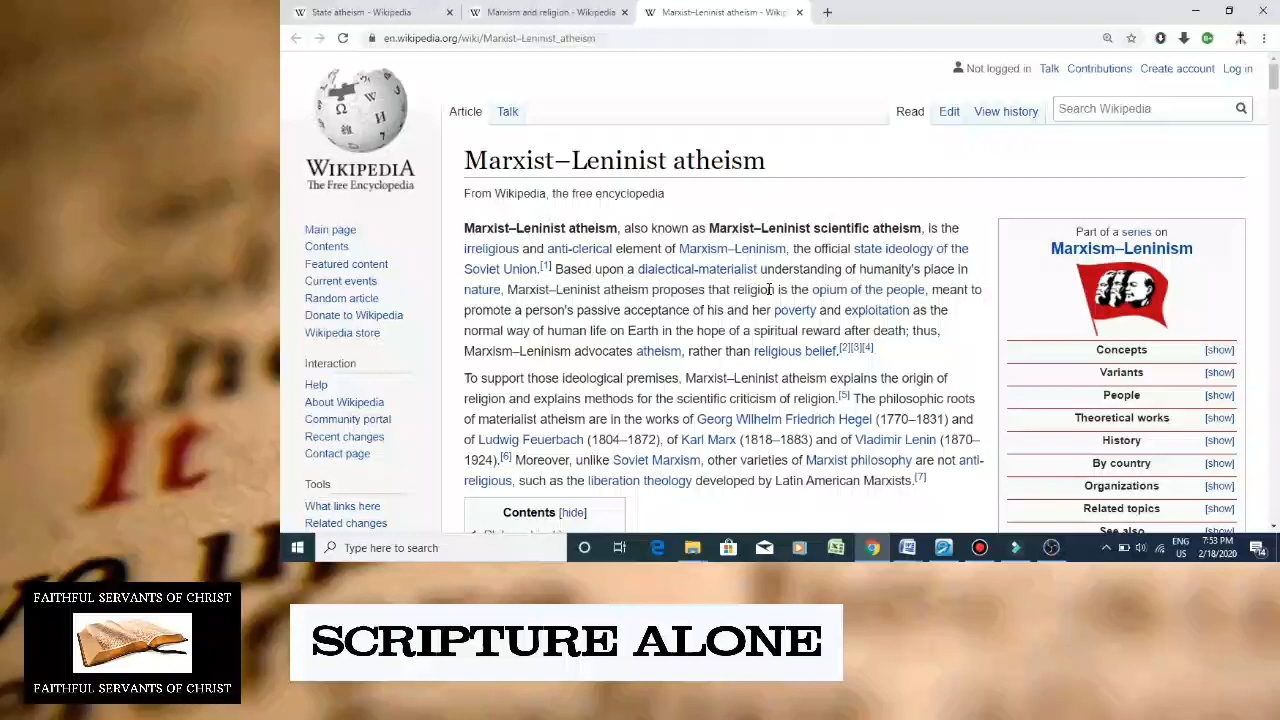 State atheism - Wikipedia
Marxism and religion - Wikipedia
Marxist–Leninist atheism - Wiki
en.wikipedia.org/wiki/Marxist–Leninist_atheism
Not logged in Talk Contributions Create account Log in
Article Talk
Read Edit View history
Search Wikipedia
WIKIPEDIA
The Free Encyclopedia
Main page
Contents
Featured content
Current events
Random article
Donate to Wikipedia
Wikipedia store
Interaction
Help
About Wikipedia
Community portal
Recent changes
Contact page
Tools
What links here
Related changes
Marxist–Leninist atheism
From Wikipedia, the free encyclopedia
Marxist–Leninist atheism, also known as Marxist–Leninist scientific atheism, is the
irreligious and anti-clerical element of Marxism–Leninism, the official state ideology of the
Soviet Union.[1] Based upon a dialectical-materialist understanding of humanity's place in
nature, Marxist–Leninist atheism proposes that religion is the opium of the people, meant to
promote a person's passive acceptance of his and her poverty and exploitation as the
normal way of human life on Earth in the hope of a spiritual reward after death; thus,
Marxism–Leninism advocates atheism, rather than religious belief.[2][3][4]
To support those ideological premises, Marxist–Leninist atheism explains the origin of
religion and explains methods for the scientific criticism of religion.[5] The philosophic roots
of materialist atheism are in the works of Georg Wilhelm Friedrich Hegel (1770–1831) and
of Ludwig Feuerbach (1804–1872), of Karl Marx (1818–1883) and of Vladimir Lenin (1870–
1924).[6] Moreover, unlike Soviet Marxism, other varieties of Marxist philosophy are not anti-
religious, such as the liberation theology developed by Latin American Marxists.[7]
Contents [hide]
Part of a series on
Marxism–Leninism
Concepts [show]
Variants [show]
People [show]
Theoretical works [show]
History [show]
By country [show]
Organizations [show]
Related topics [show]
See also [show]
Type here to search
ENG
US
7:53 PM
2/18/2020
14
It
FAITHFUL SERVANTS OF CHRIST
FAITHFUL SERVANTS OF CHRIST
SCRIPTURE ALONE